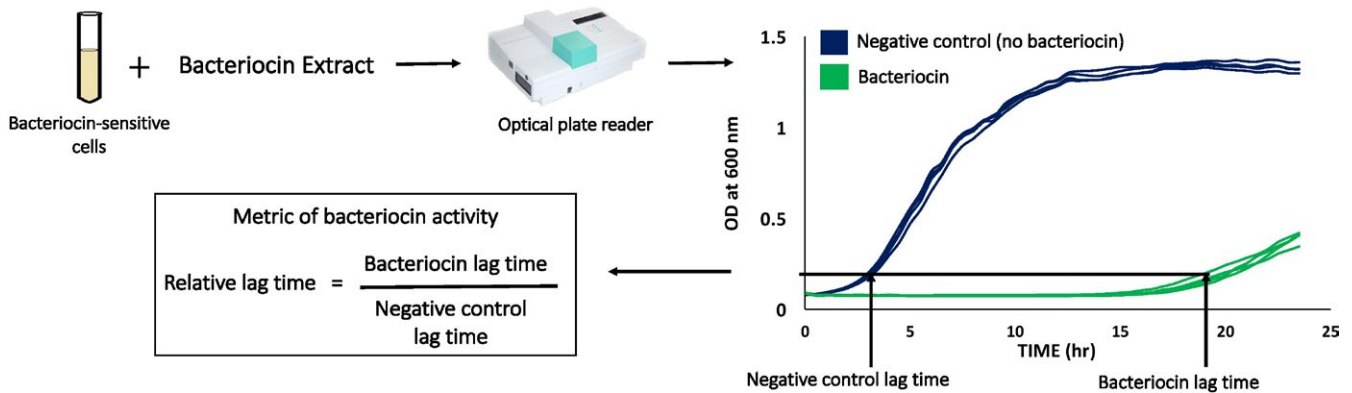 Bacteriocin-sensitive
cells
+
Bacteriocin Extract
Optical plate reader
Metric of bacteriocin activity
Relative lag time = Bacteriocin lag time
Negative control
lag time
Negative control (no bacteriocin)
Bacteriocin
OD at 600 nm
1.5
1
0.5
0
0 5 10 15 20 25
TIME (hr)
Negative control lag time
Bacteriocin lag time